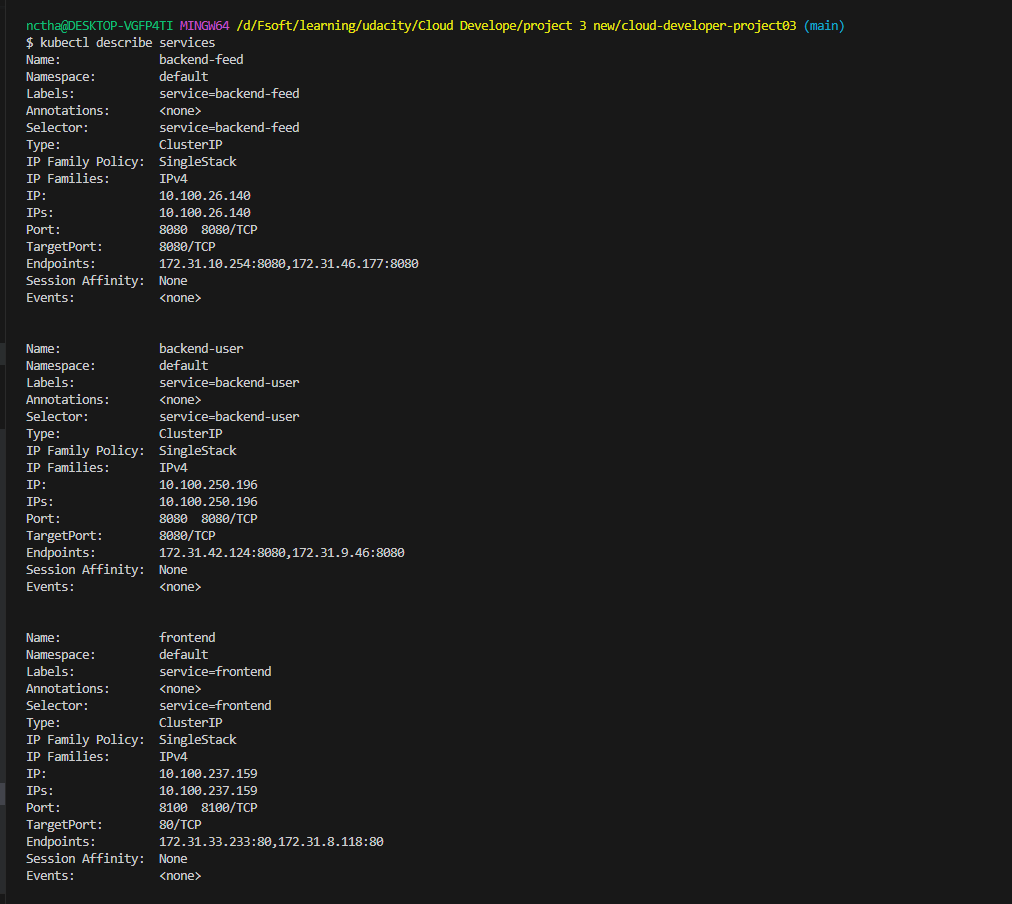 nctha@DESKTOP-VGFP4TI MINGW64 /d/Fsoft/learning/udacity/Cloud Develope/project 3 new/cloud-developer-project03 (main)
$ kubectl describe services
Name:              backend-feed
Namespace:         default
Labels:            service=backend-feed
Annotations:       <none>
Selector:          service=backend-feed
Type:              ClusterIP
IP Family Policy:  SingleStack
IP Families:       IPv4
IP:                10.100.26.140
IPs:               10.100.26.140
Port:              8080  8080/TCP
TargetPort:        8080/TCP
Endpoints:         172.31.10.254:8080,172.31.46.177:8080
Session Affinity:  None
Events:            <none>

Name:              backend-user
Namespace:         default
Labels:            service=backend-user
Annotations:       <none>
Selector:          service=backend-user
Type:              ClusterIP
IP Family Policy:  SingleStack
IP Families:       IPv4
IP:                10.100.250.196
IPs:               10.100.250.196
Port:              8080  8080/TCP
TargetPort:        8080/TCP
Endpoints:         172.31.42.124:8080,172.31.9.46:8080
Session Affinity:  None
Events:            <none>

Name:              frontend
Namespace:         default
Labels:            service=frontend
Annotations:       <none>
Selector:          service=frontend
Type:              ClusterIP
IP Family Policy:  SingleStack
IP Families:       IPv4
IP:                10.100.237.159
IPs:               10.100.237.159
Port:              8100  8100/TCP
TargetPort:        80/TCP
Endpoints:         172.31.33.233:80,172.31.8.118:80
Session Affinity:  None
Events:            <none>